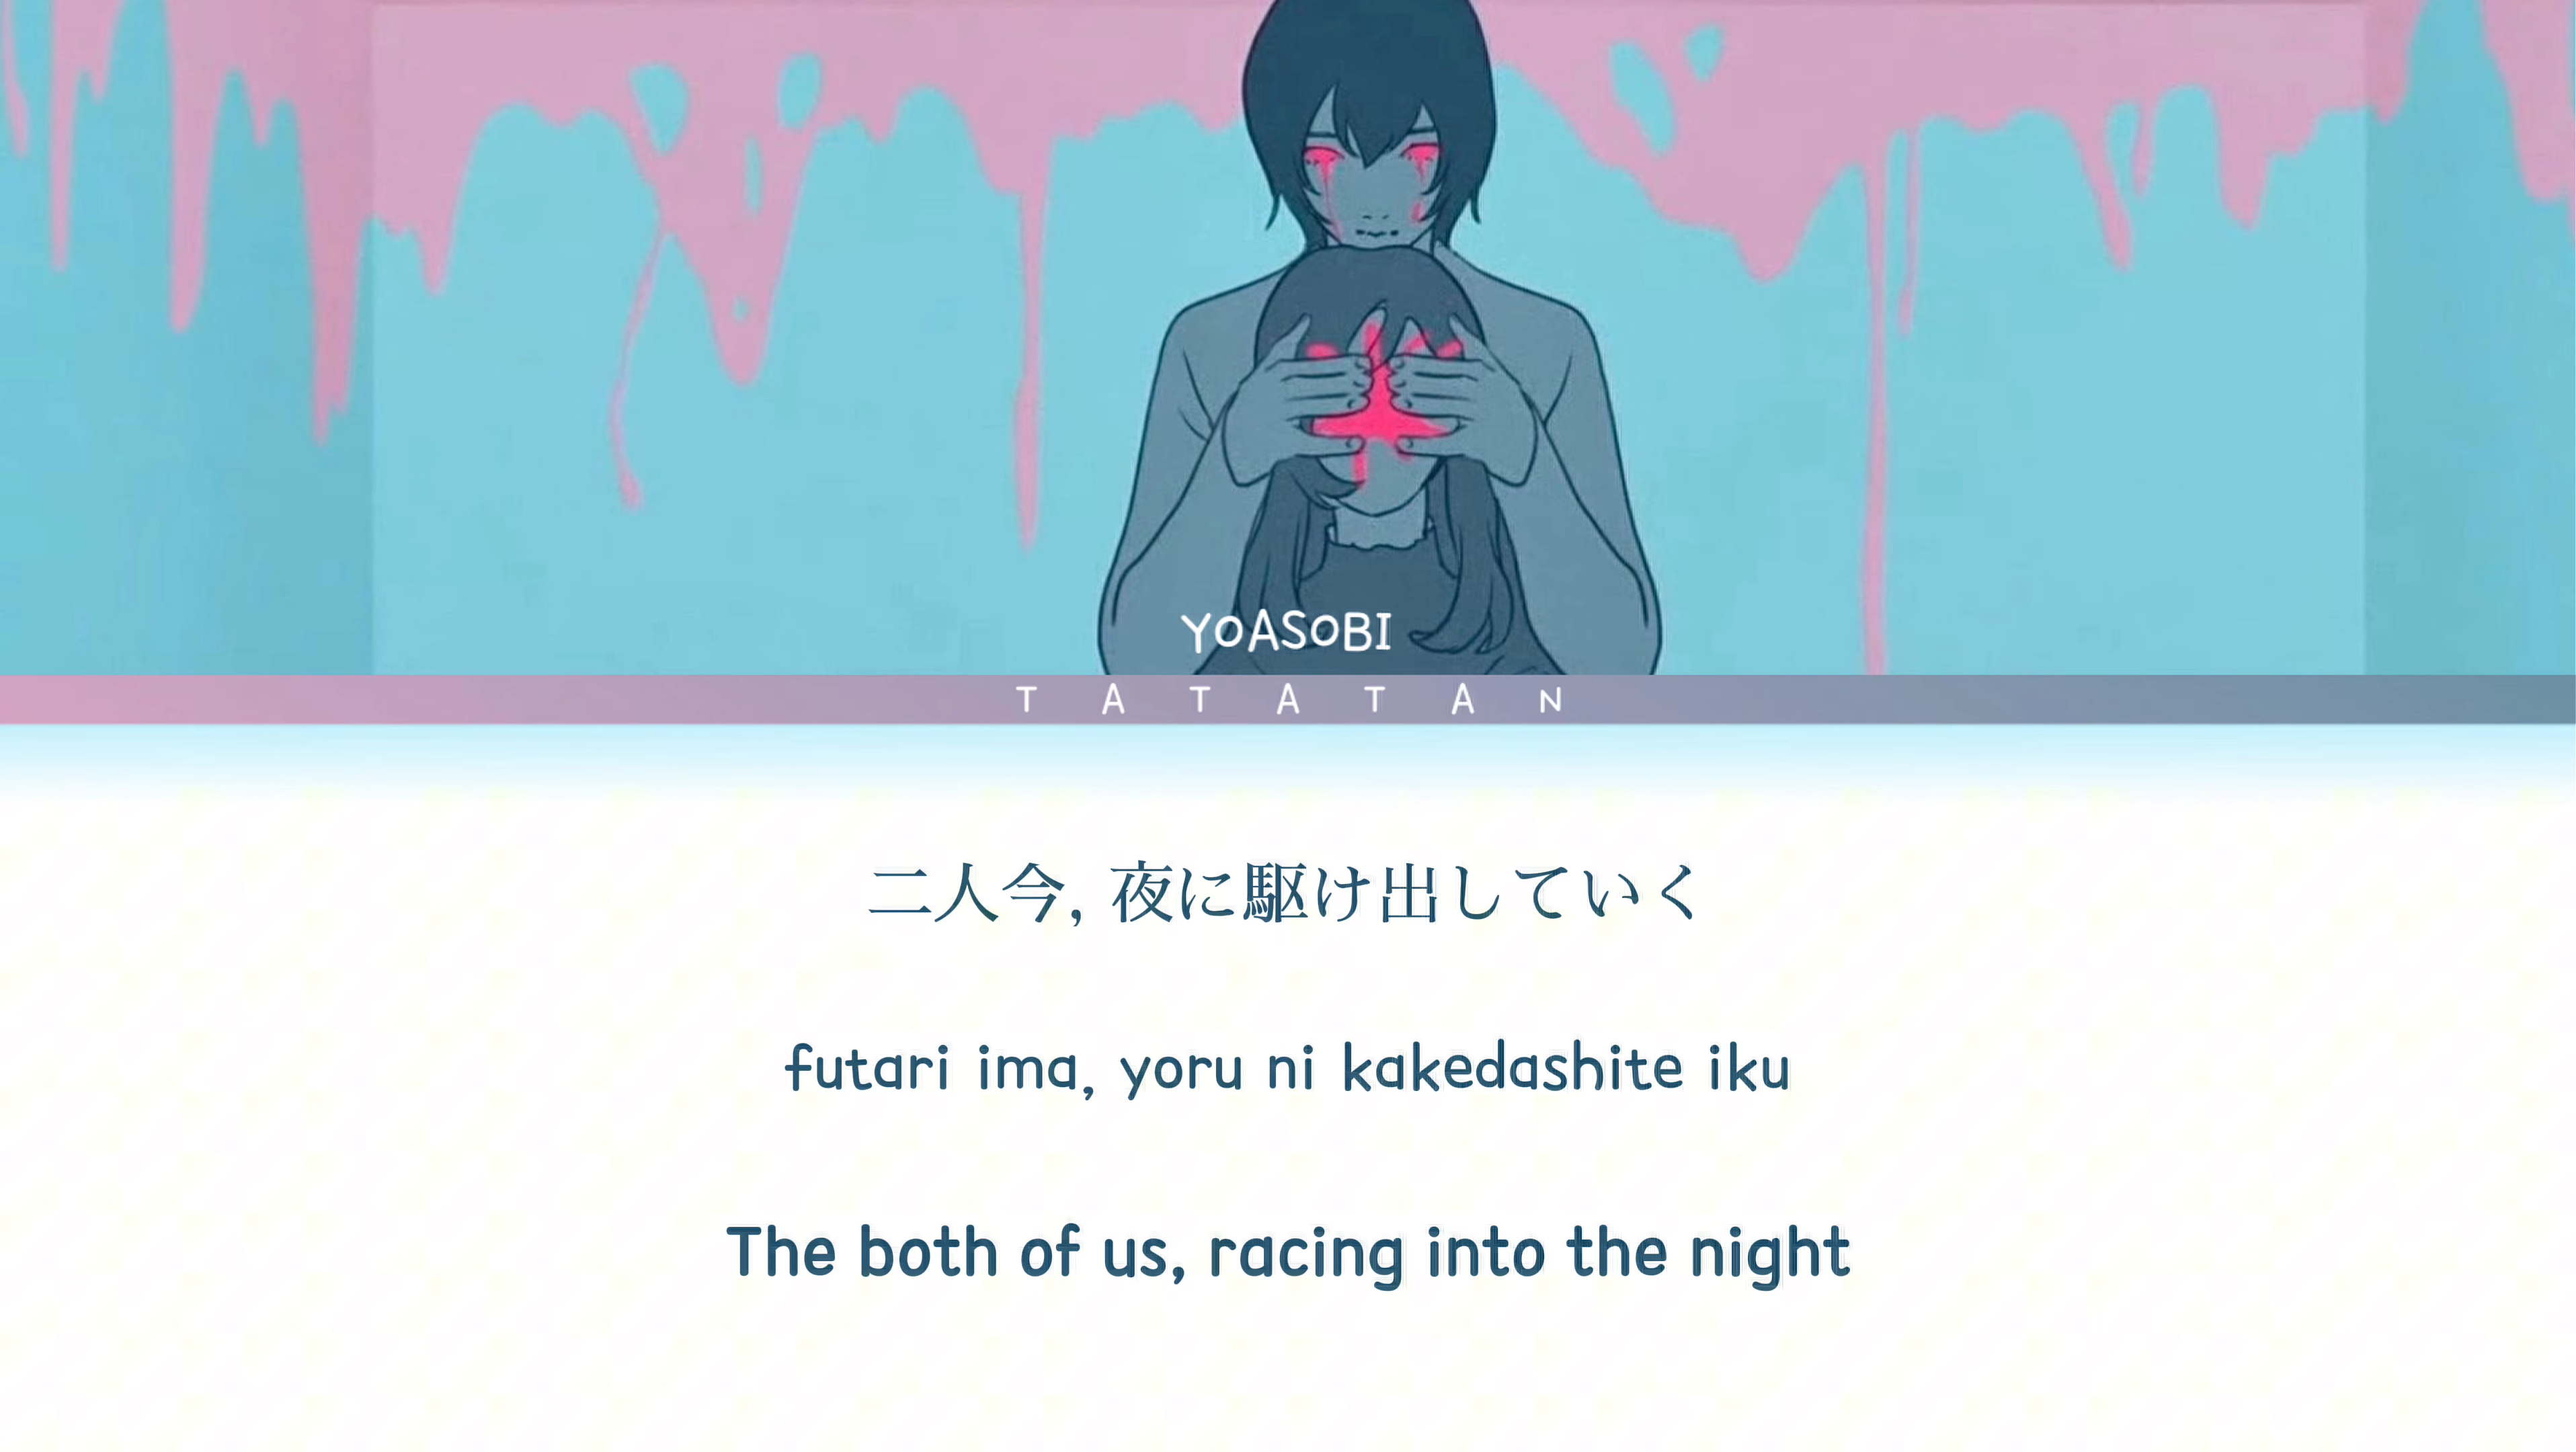 YOASOBI
TATATAN
二人今, 夜に駆け出していく
futari ima, yoru ni kakedashite iku
The both of us, racing into the night